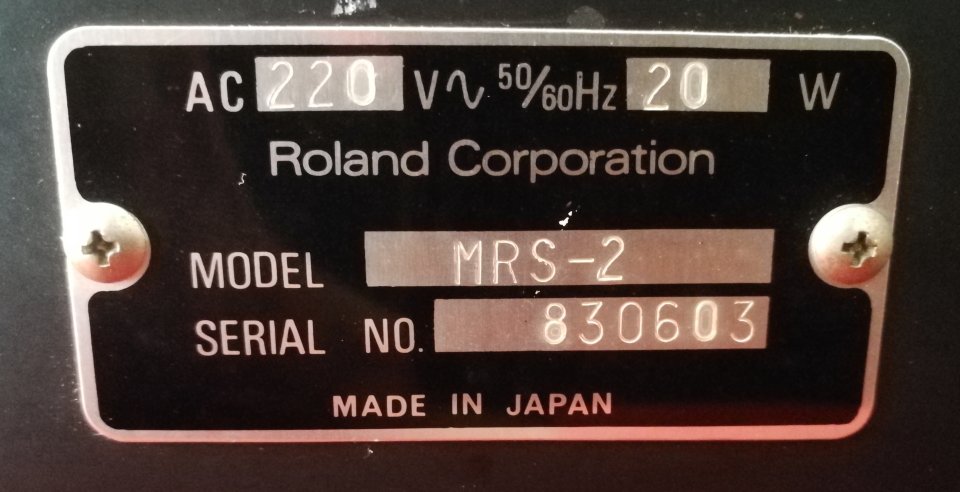 AC 220 V∿ 50/60Hz 20 W
Roland Corporation
MODEL MRS-2
SERIAL NO. 830603
MADE IN JAPAN